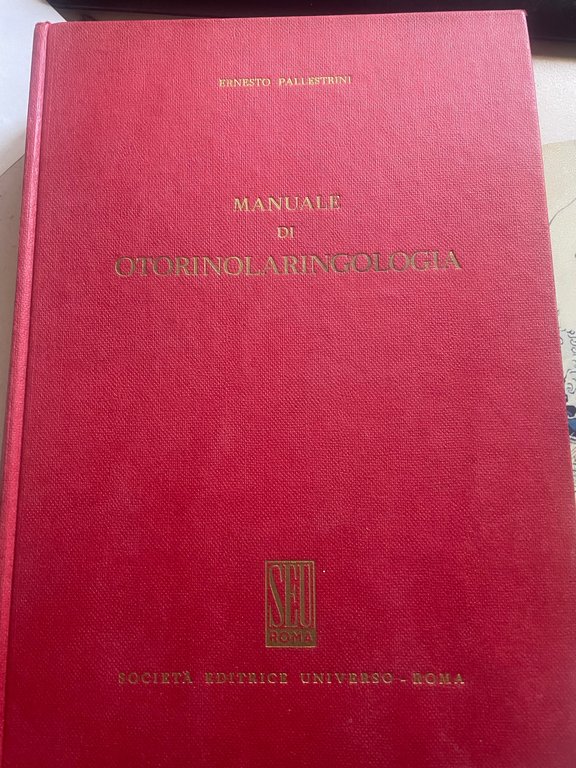 ERNESTO PALLESTRINI
MANUALE
DI
OTORINOLARINGOLOGIA
SEU
ROMA
SOCIETÀ EDITRICE UNIVERSO - ROMA